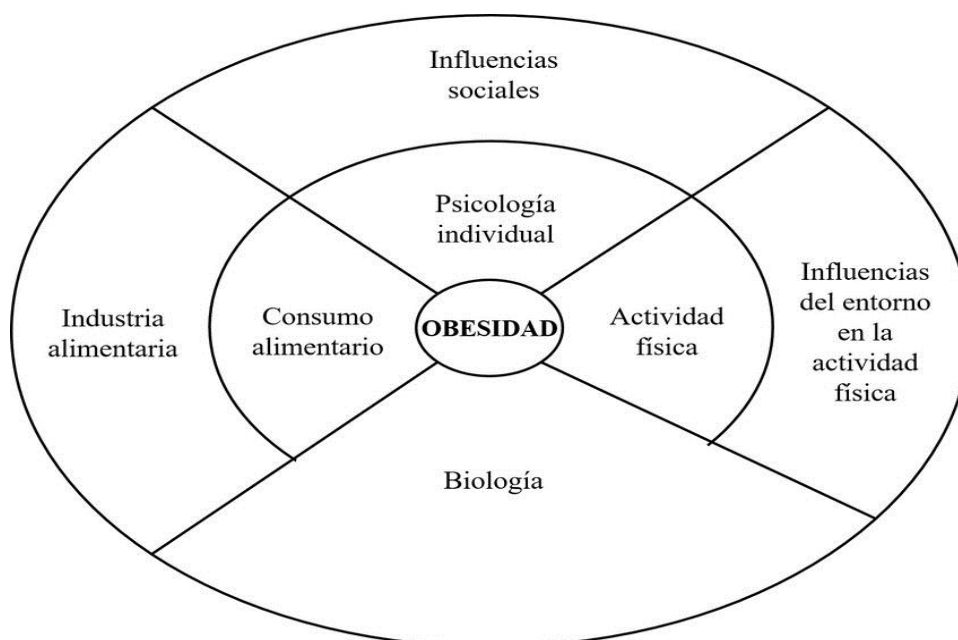 Influencias
sociales
Psicología
individual
Industria
alimentaria
Consumo
alimentario
OBESIDAD
Actividad
física
Influencias
del entorno
en la
actividad
física
Biología